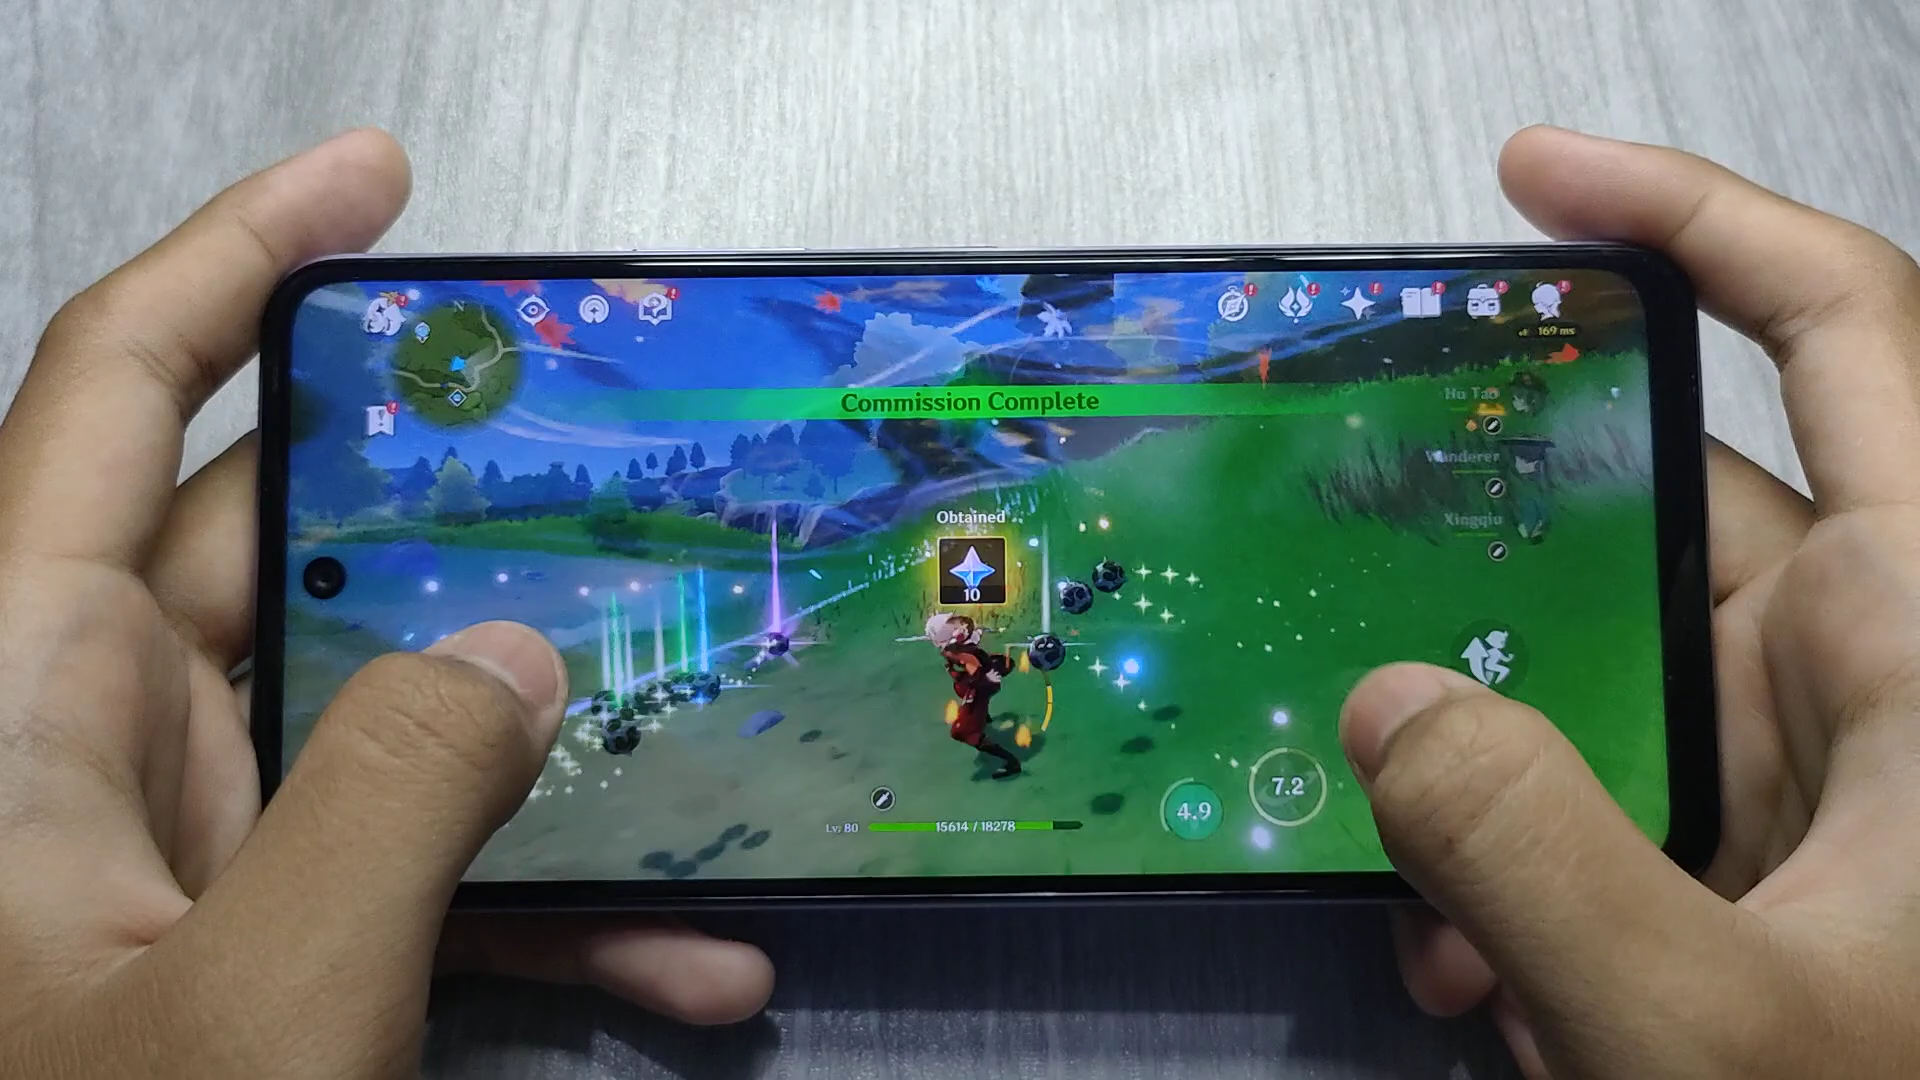 N
169 ms
Commission Complete
Hu Tao
Wanderer
Xingqiu
Obtained
10
7.2
4.9
Lv. 80
15614 / 18278